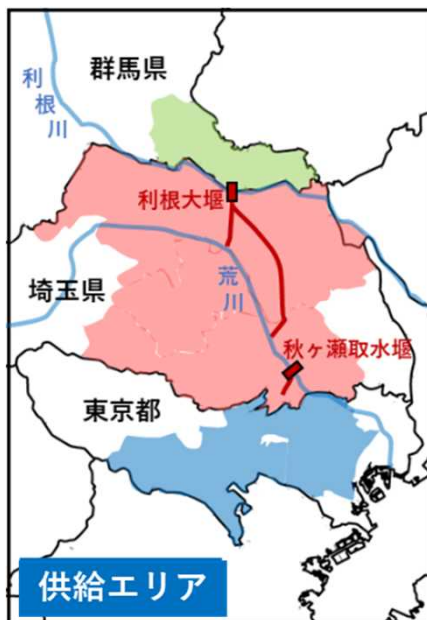 群馬県
利根川
利根大堰
埼玉県
荒川
秋ヶ瀬取水堰
東京都
供給エリア